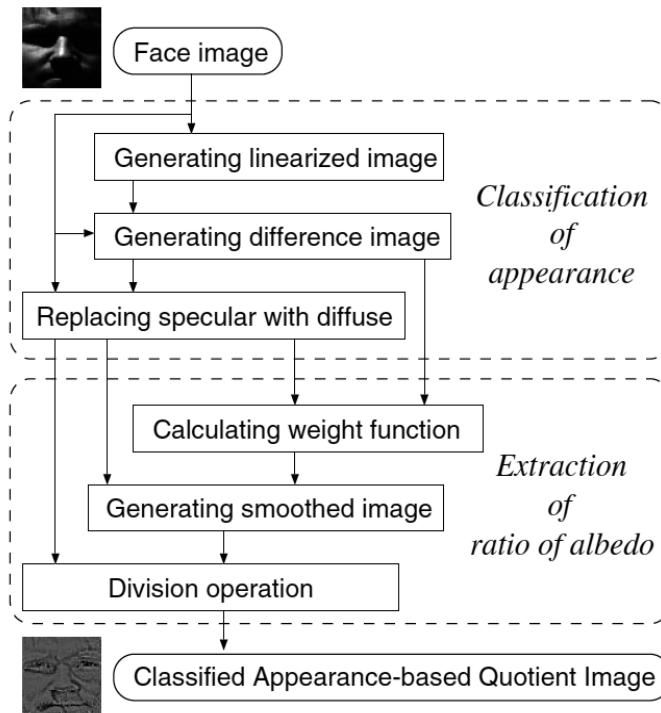 Face image
Generating linearized image
Classification
of
appearance
Generating difference image
Replacing specular with diffuse
Calculating weight function
Extraction
of
ratio of albedo
Generating smoothed image
Division operation
Classified Appearance-based Quotient Image